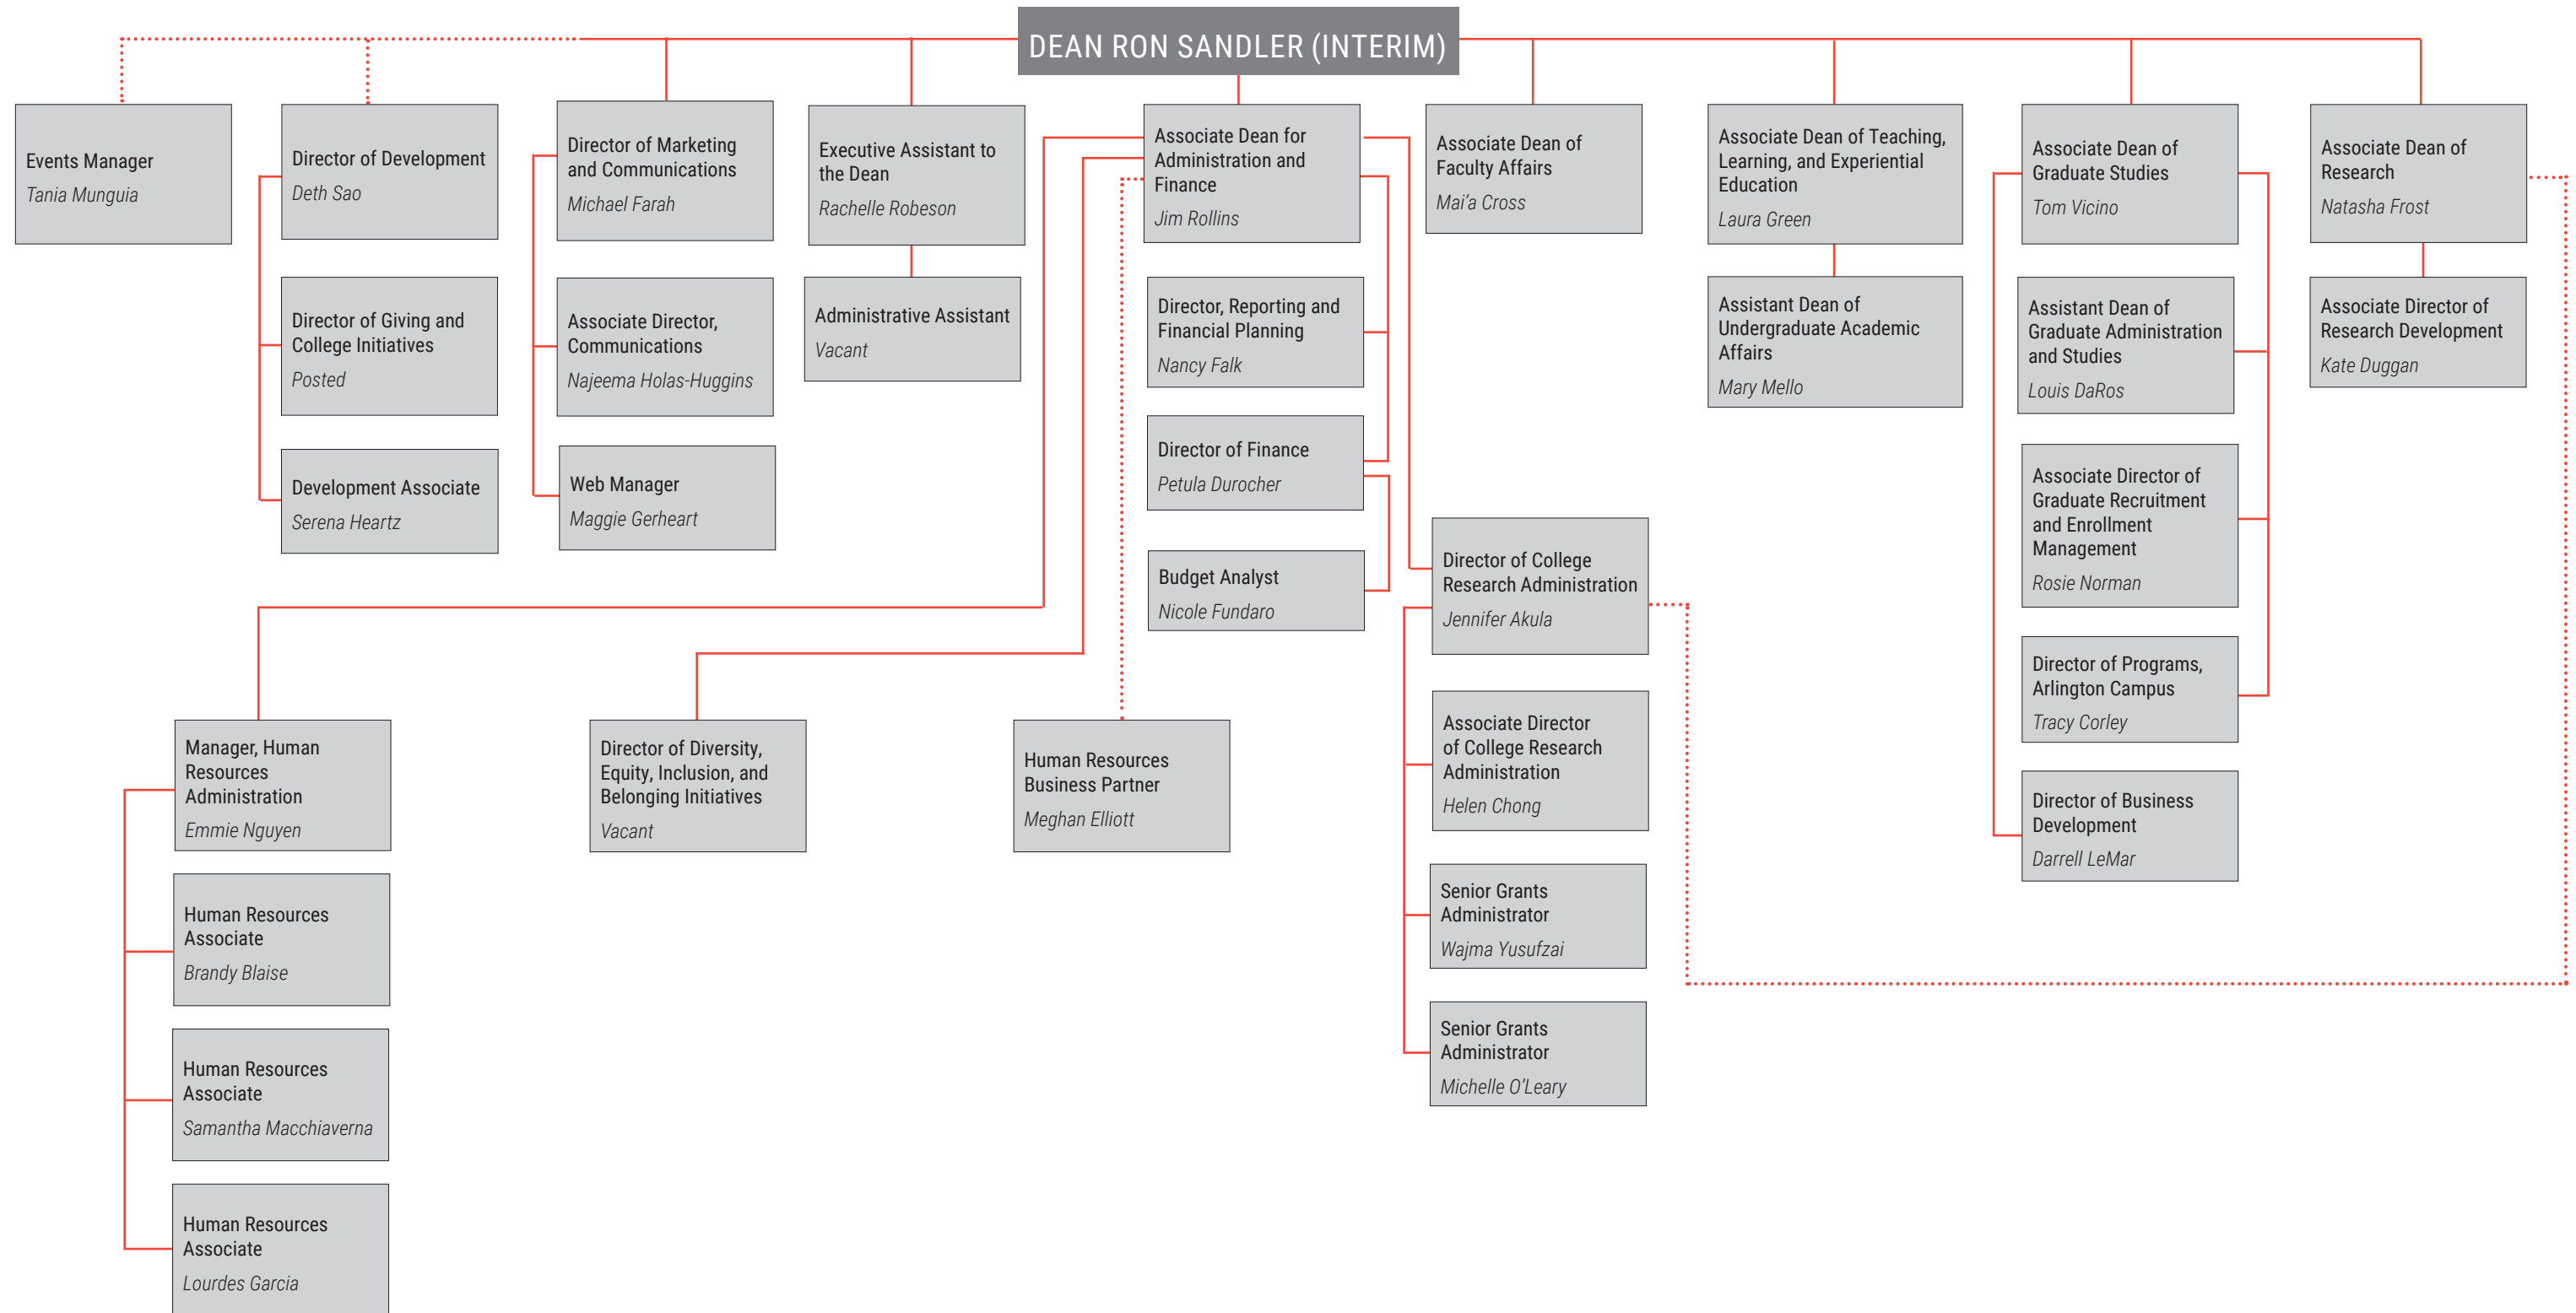 DEAN RON SANDLER (INTERIM)
Events Manager
Tania Munguia
Director of Development
Deth Sao
Director of Marketing
and Communications
Michael Farah
Executive Assistant to
the Dean
Rachelle Robeson
Associate Dean for
Administration and
Finance
Jim Rollins
Associate Dean of
Faculty Affairs
Mai’a Cross
Associate Dean of Teaching,
Learning, and Experiential
Education
Laura Green
Associate Dean of
Graduate Studies
Tom Vicino
Associate Dean of
Research
Natasha Frost
Director of Giving and
College Initiatives
Posted
Associate Director,
Communications
Najeema Holas-Huggins
Administrative Assistant
Vacant
Director, Reporting and
Financial Planning
Nancy Falk
Assistant Dean of
Undergraduate Academic
Affairs
Mary Mello
Assistant Dean of
Graduate Administration
and Studies
Louis DaRos
Associate Director of
Research Development
Kate Duggan
Development Associate
Serena Heartz
Web Manager
Maggie Gerheart
Director of Finance
Petula Durocher
Associate Director of
Graduate Recruitment
and Enrollment
Management
Rosie Norman
Budget Analyst
Nicole Fundaro
Director of College
Research Administration
Jennifer Akula
Director of Programs,
Arlington Campus
Tracy Corley
Manager, Human
Resources
Administration
Emmie Nguyen
Director of Diversity,
Equity, Inclusion, and
Belonging Initiatives
Vacant
Human Resources
Business Partner
Meghan Elliott
Associate Director
of College Research
Administration
Helen Chong
Director of Business
Development
Darrell LeMar
Human Resources
Associate
Brandy Blaise
Senior Grants
Administrator
Wajma Yusufzai
Human Resources
Associate
Samantha Macchiaverna
Senior Grants
Administrator
Michelle O’Leary
Human Resources
Associate
Lourdes Garcia